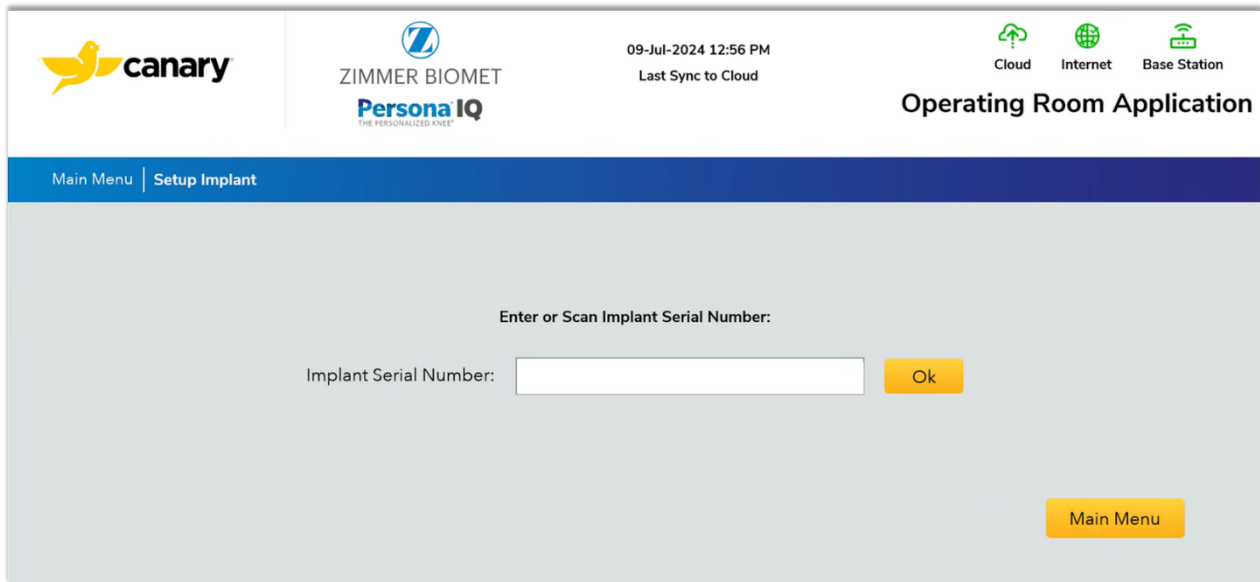 canary
Z
ZIMMER BIOMET
Persona IQ
THE PERSONALIZED KNEE®
09-Jul-2024 12:56 PM
Last Sync to Cloud
Cloud Internet Base Station
Operating Room Application
Main Menu | Setup Implant
Enter or Scan Implant Serial Number:
Implant Serial Number:
Ok
Main Menu